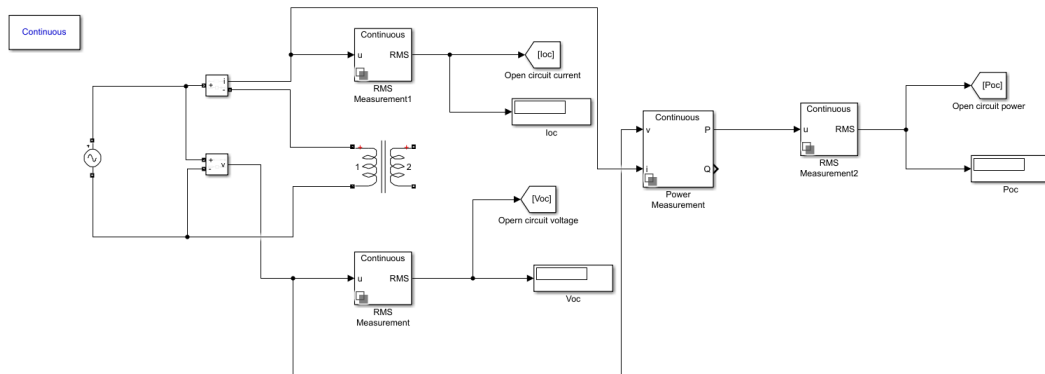 Continuous
Continuous
u
RMS
RMS
Measurement1
[Ioc]
Open circuit current
Ioc
+
i
-
+
v
-
1
2
Continuous
v
P
i
Q
Power
Measurement
Continuous
u
RMS
RMS
Measurement2
[Poc]
Open circuit power
Poc
[Voc]
Opern circuit voltage
Continuous
u
RMS
RMS
Measurement
Voc